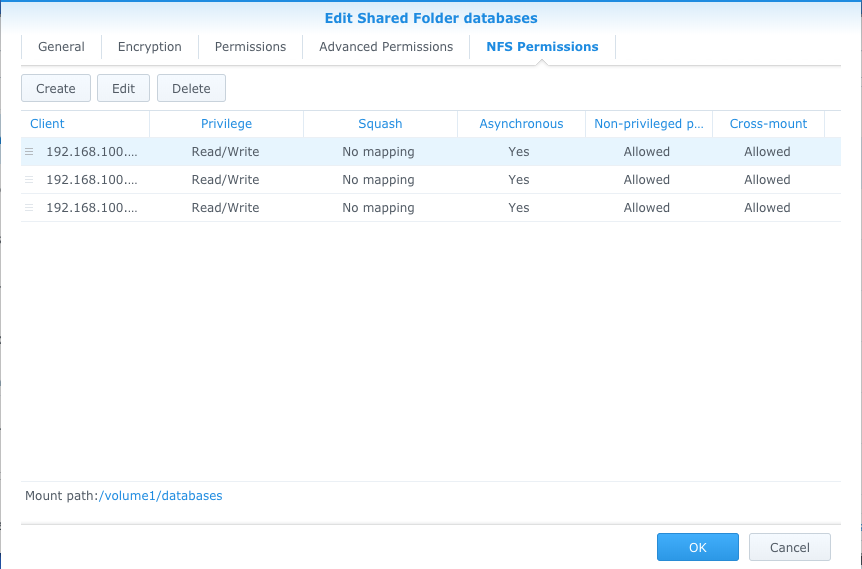 Edit Shared Folder databases
General Encryption Permissions Advanced Permissions NFS Permissions
Create Edit Delete
Client Privilege Squash Asynchronous Non-privileged p... Cross-mount
192.168.100.... Read/Write No mapping Yes Allowed Allowed
192.168.100.... Read/Write No mapping Yes Allowed Allowed
192.168.100.... Read/Write No mapping Yes Allowed Allowed
Mount path:/volume1/databases
OK Cancel